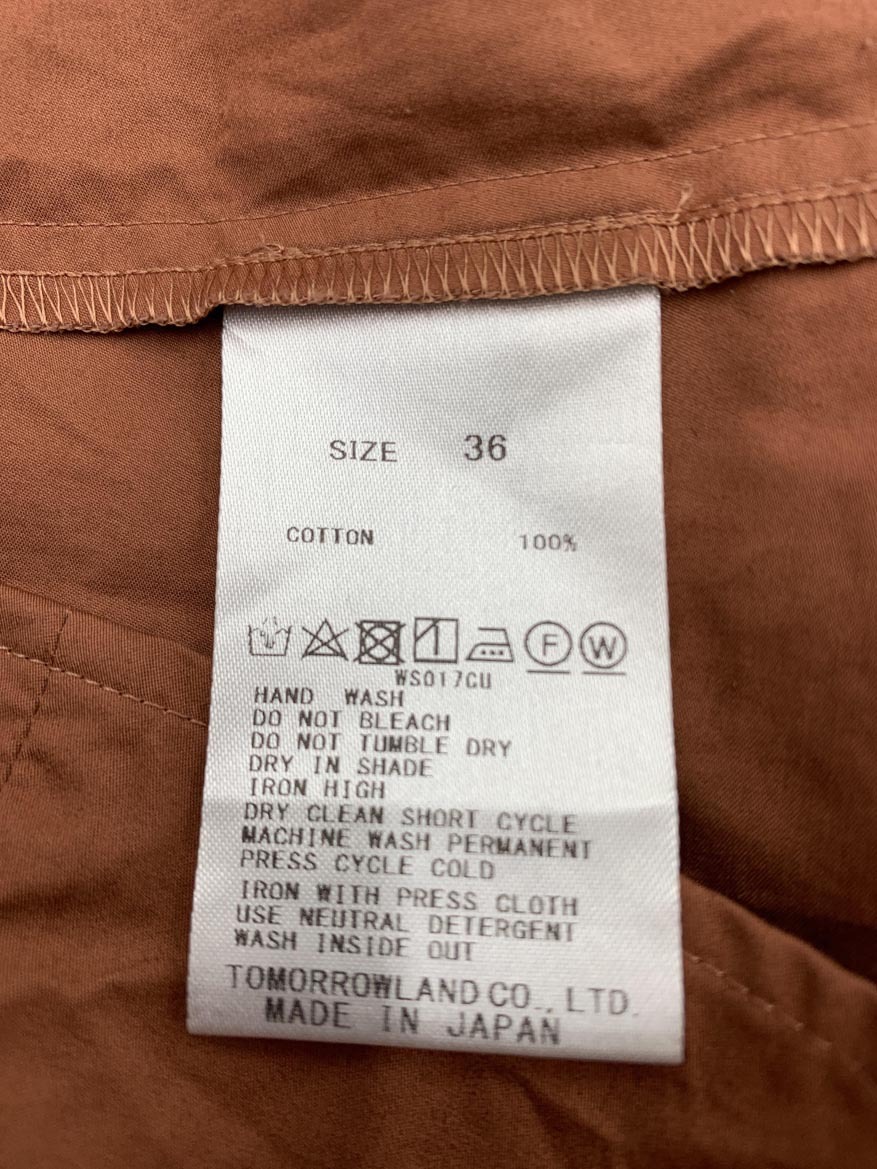 SIZE 36
COTTON 100%
F W
WS017CU
HAND WASH
DO NOT BLEACH
DO NOT TUMBLE DRY
DRY IN SHADE
IRON HIGH
DRY CLEAN SHORT CYCLE
MACHINE WASH PERMANENT
PRESS CYCLE COLD
IRON WITH PRESS CLOTH
USE NEUTRAL DETERGENT
WASH INSIDE OUT
TOMORROWLAND CO., LTD.
MADE IN JAPAN